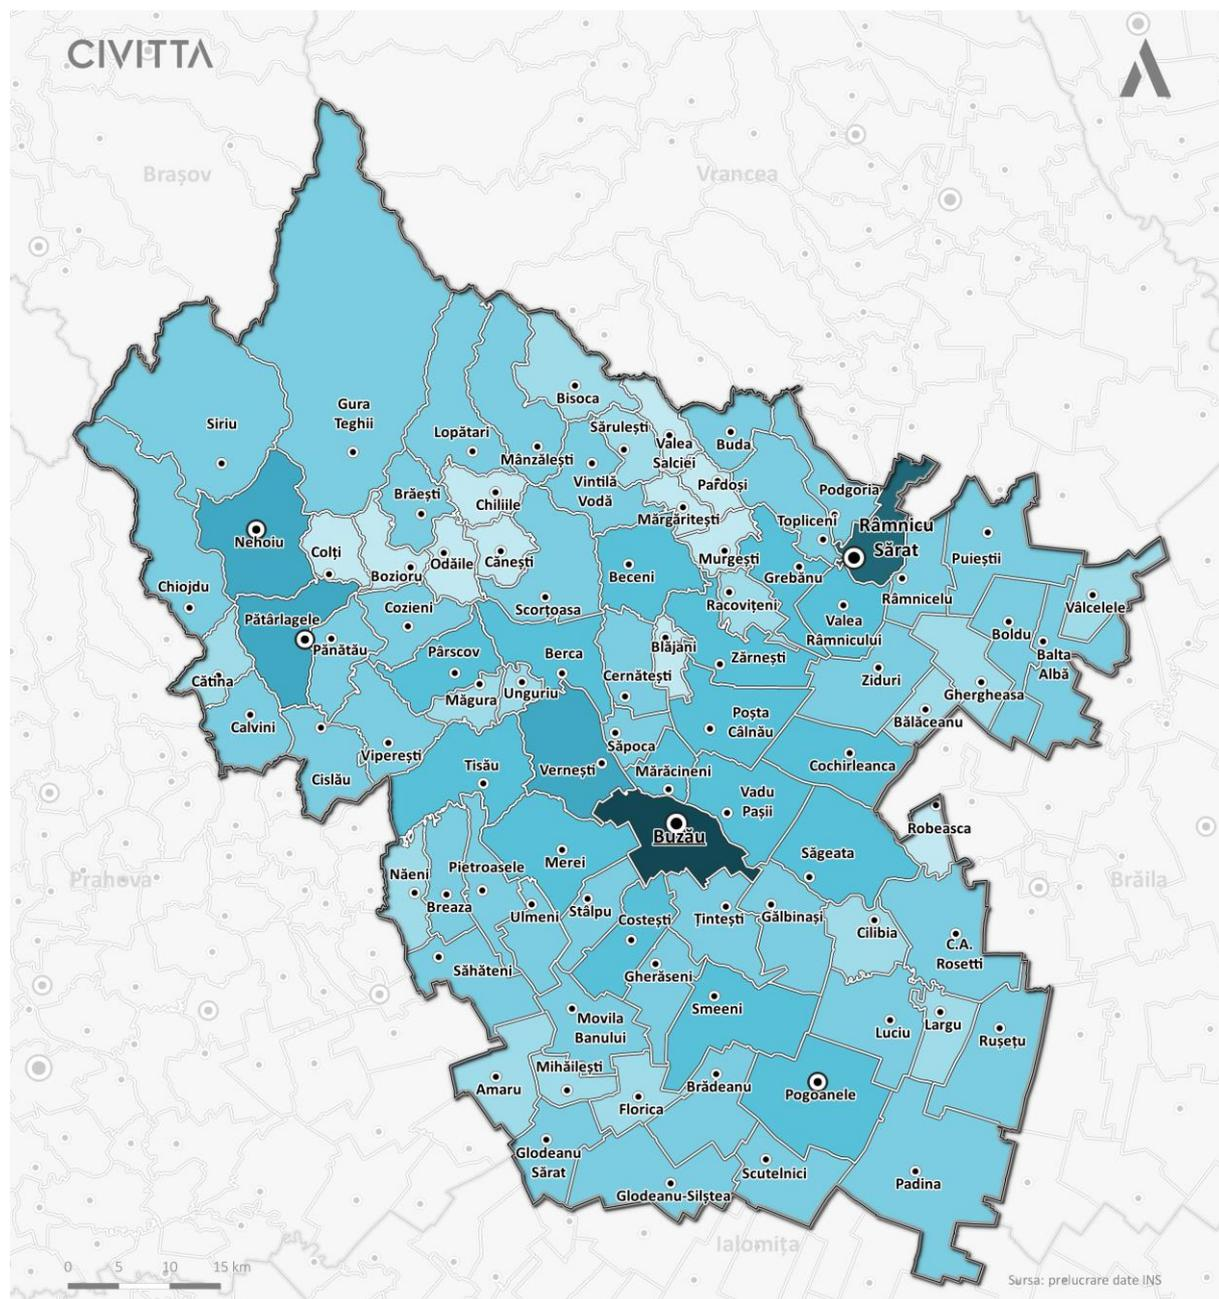 CIVITTA
Brașov
Vrancea
Siriu
Gura
Teghii
Lopătari
Bisoca
Mânzălești
Sărulești
Valea
Salciei
Buda
Vintilă
Vodă
Pardoși
Podgoria
Brăești
Chiliile
Mărgăritești
Topliceni
Râmnicu
Sărat
Nehoiu
Colți
Bozioru
Odăile
Cănești
Beceni
Murgești
Grebănu
Puieștii
Chiojdu
Pătârlagele
Cozieni
Scorțoasa
Racovițeni
Valea
Râmnicului
Râmnicelu
Vâlcelele
Boldu
Balta
Albă
Pănătău
Pârscov
Berca
Blăjani
Zărnești
Cătina
Cernătești
Ziduri
Măgura
Unguriu
Ghergheasa
Calvini
Poșta
Câlnău
Bălăceanu
Viperești
Săpoca
Cislău
Tisău
Vernești
Mărăcineni
Cochirleanca
Vadu
Pașii
Buzău
Robeasca
Merei
Săgeata
Prahova
Brăila
Năeni
Pietroasele
Breaza
Ulmeni
Stâlpu
Costești
Țintești
Gălbinași
Cilibia
C.A.
Rosetti
Săhăteni
Gherăseni
Smeeni
Movila
Banului
Luciu
Largu
Rușețu
Mihăilești
Amaru
Florica
Brădeanu
Pogoanele
Glodeanu
Sărat
Scutelnici
Glodeanu-Silștea
Padina
Ialomița
0 5 10 15 km
Sursa: prelucrare date INS